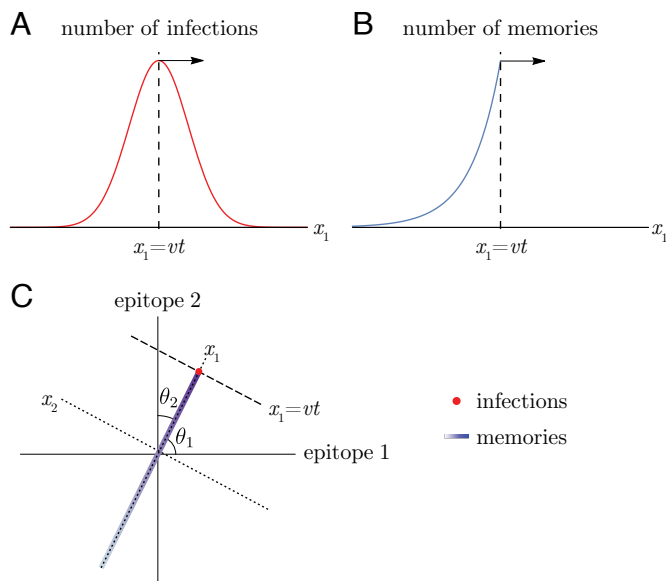 A
number of infections
x₁
x₁=vt
B
number of memories
x₁
x₁=vt
C
epitope 2
x₁
x₂
θ₂
x₁=vt
θ₁
epitope 1
infections
memories